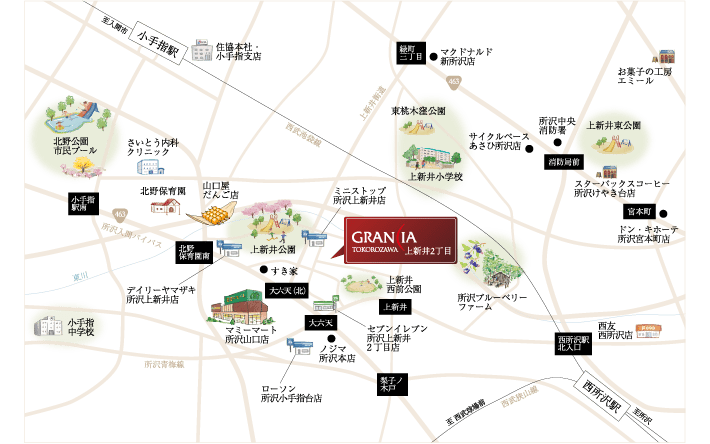 至入間市
小手指駅
住協本社・
小手指支店
緑町
三丁目
マクドナルド
新所沢店
463
お菓子の工房
エミール
上新井街道
西武池袋線
北野公園
市民プール
さいとう内科
クリニック
東桃木窪公園
上新井小学校
サイクルベース
あさひ所沢店
所沢中央
消防署
上新井東公園
消防局前
スターバックスコーヒー
所沢けやき台店
宮本町
ドン・キホーテ
所沢宮本町店
小手指
駅南
463
所沢入間バイパス
北野保育園
山口屋
だんご店
ミニストップ
所沢上新井店
GRANXIA
TOKOROZAWA 上新井2丁目
北野
保育園南
上新井公園
東川
すき家
デイリーヤマザキ
所沢上新井店
大六天(北)
上新井
西前公園
上新井
所沢ブルーベリー
ファーム
小手指
中学校
マミーマート
所沢山口店
大六天
セブンイレブン
所沢上新井
2丁目店
ノジマ
所沢本店
西所沢駅
北入口
西友
西所沢店
所沢青梅線
ローソン
所沢小手指台店
梨子ノ
木戸
至 西武球場前
西武狭山線
西所沢駅
至所沢